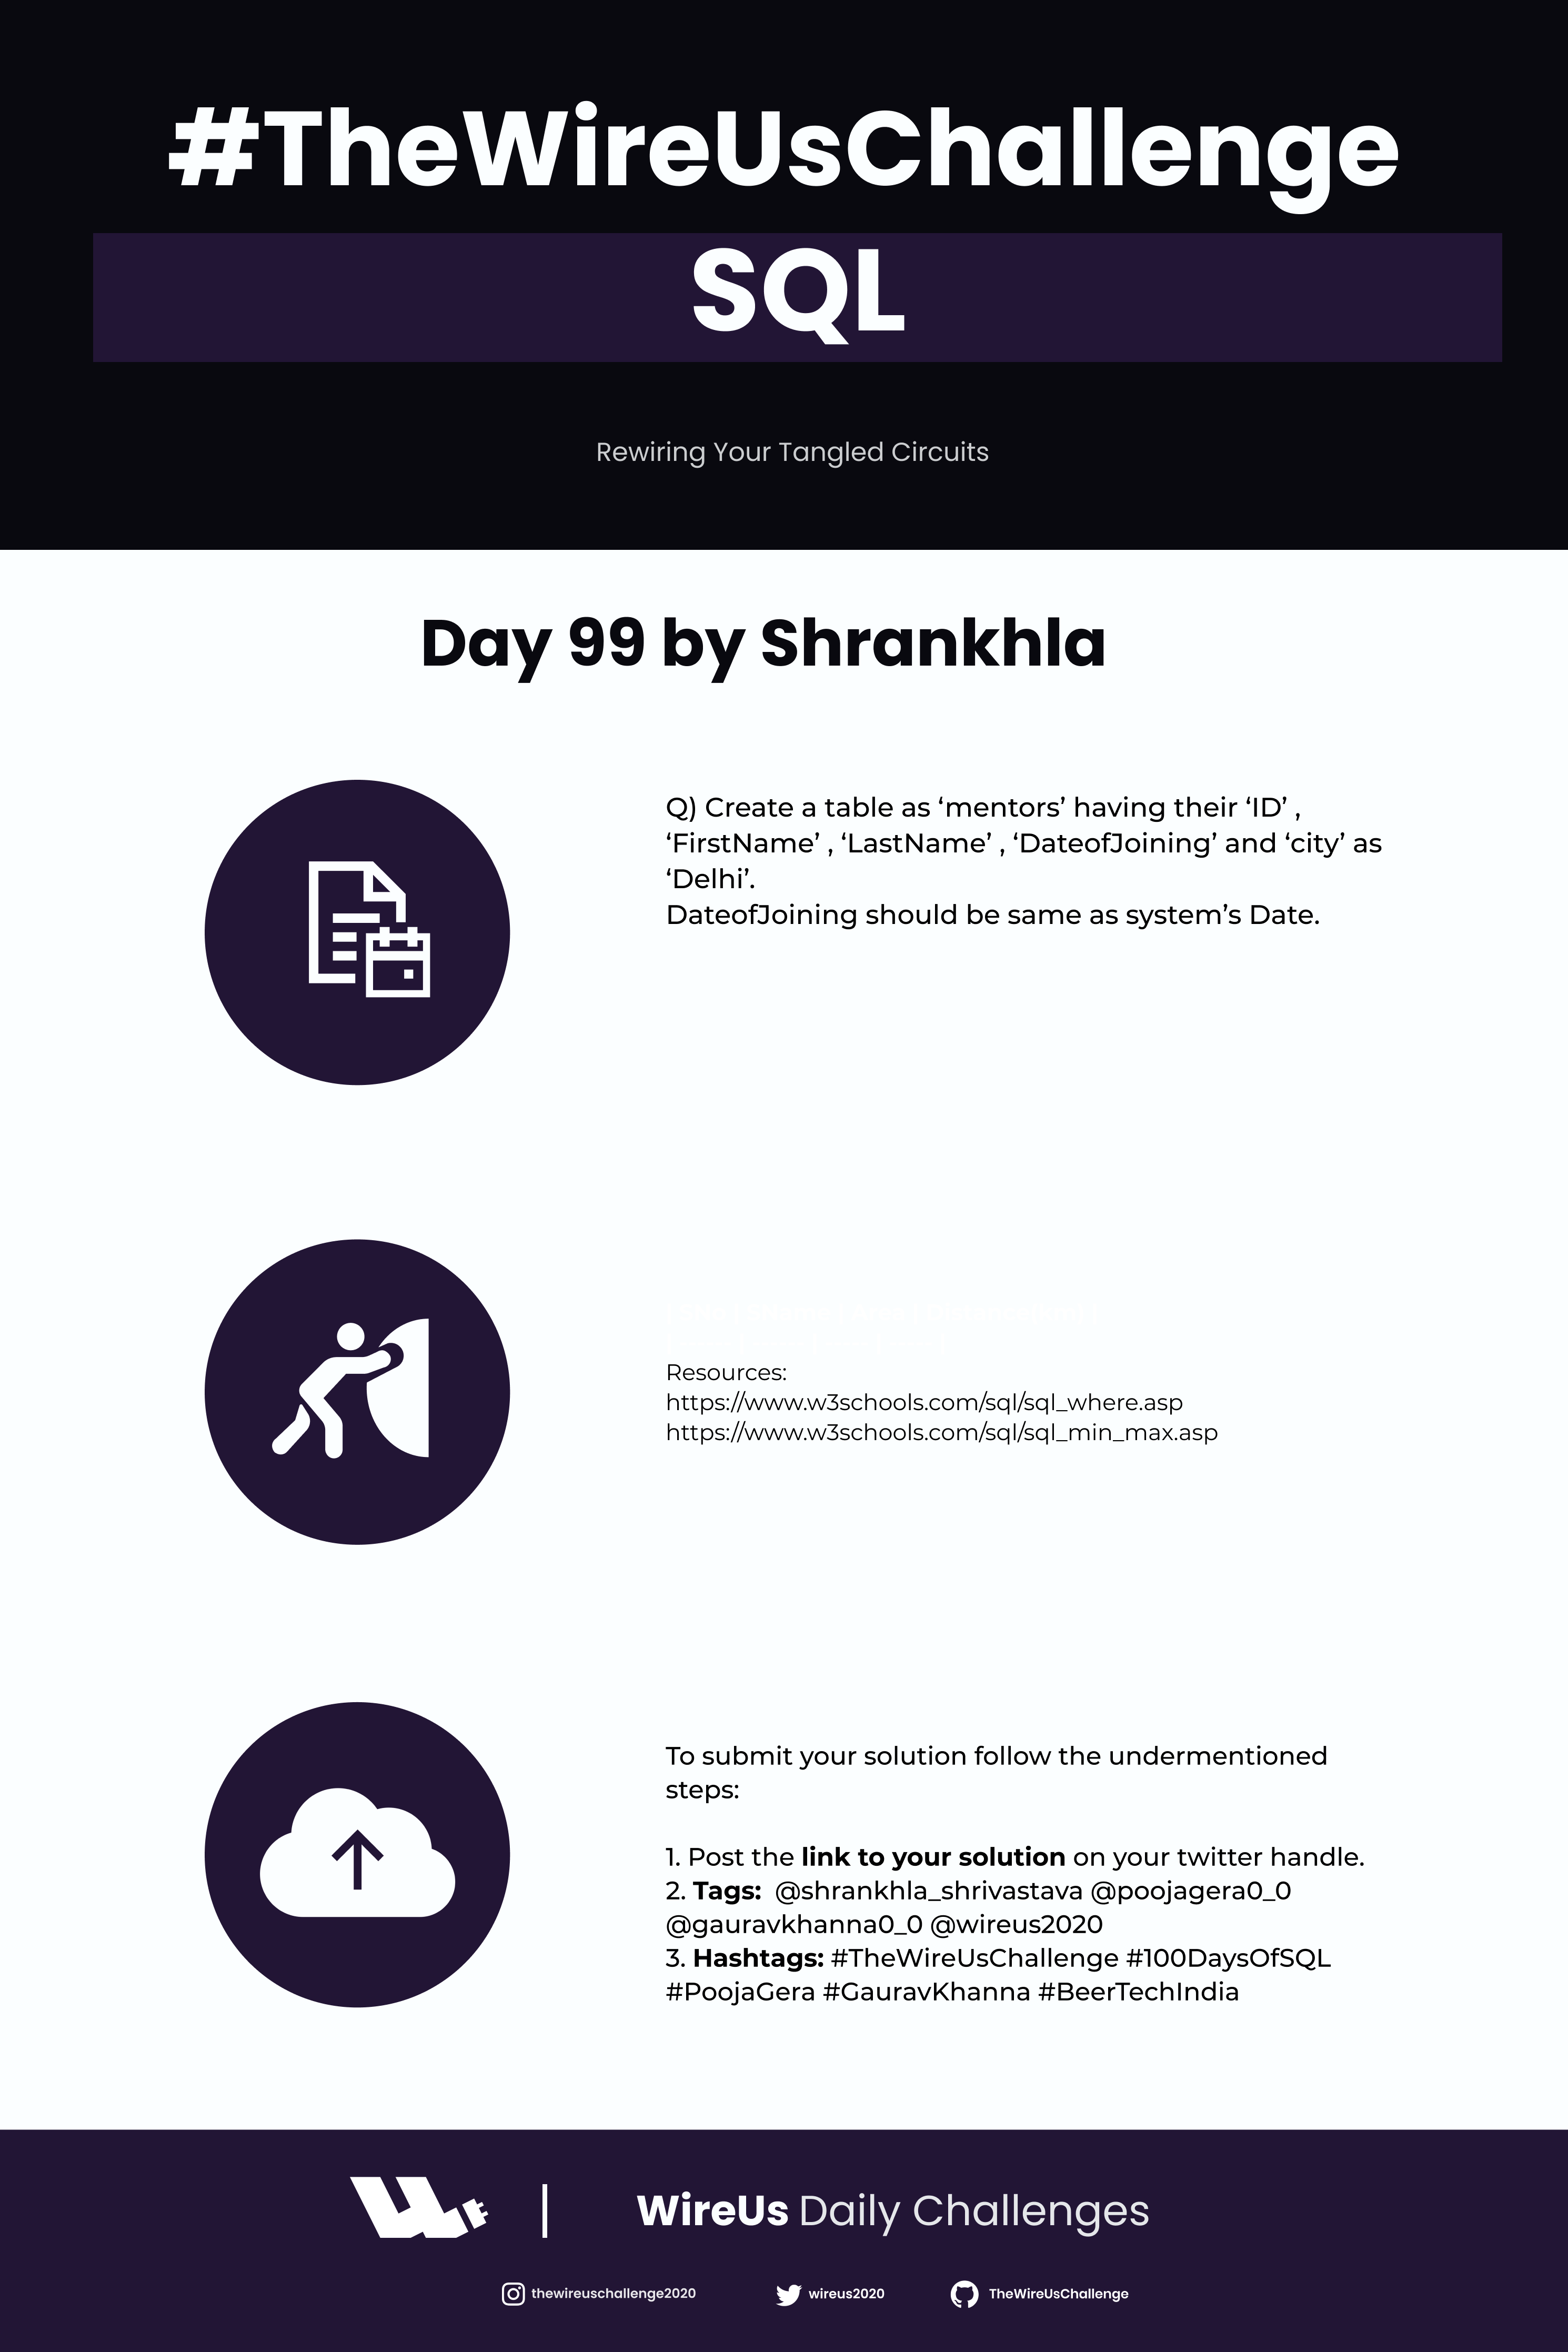 #TheWireUsChallenge
SQL
Rewiring Your Tangled Circuits
Day 99 by Shrankhla
Q) Create a table as ‘mentors’ having their ‘ID’ ,
‘FirstName’ , ‘LastName’ , ‘DateofJoining’ and ‘city’ as
‘Delhi’.
DateofJoining should be same as system’s Date.
Resources:
https://www.w3schools.com/sql/sql_where.asp
https://www.w3schools.com/sql/sql_min_max.asp
To submit your solution follow the undermentioned
steps:
1. Post the link to your solution on your twitter handle.
2. Tags: @shrankhla_shrivastava @poojagera0_0
@gauravkhanna0_0 @wireus2020
3. Hashtags: #TheWireUsChallenge #100DaysOfSQL
#PoojaGera #GauravKhanna #BeerTechIndia
WireUs Daily Challenges
thewireuschallenge2020
wireus2020
TheWireUsChallenge